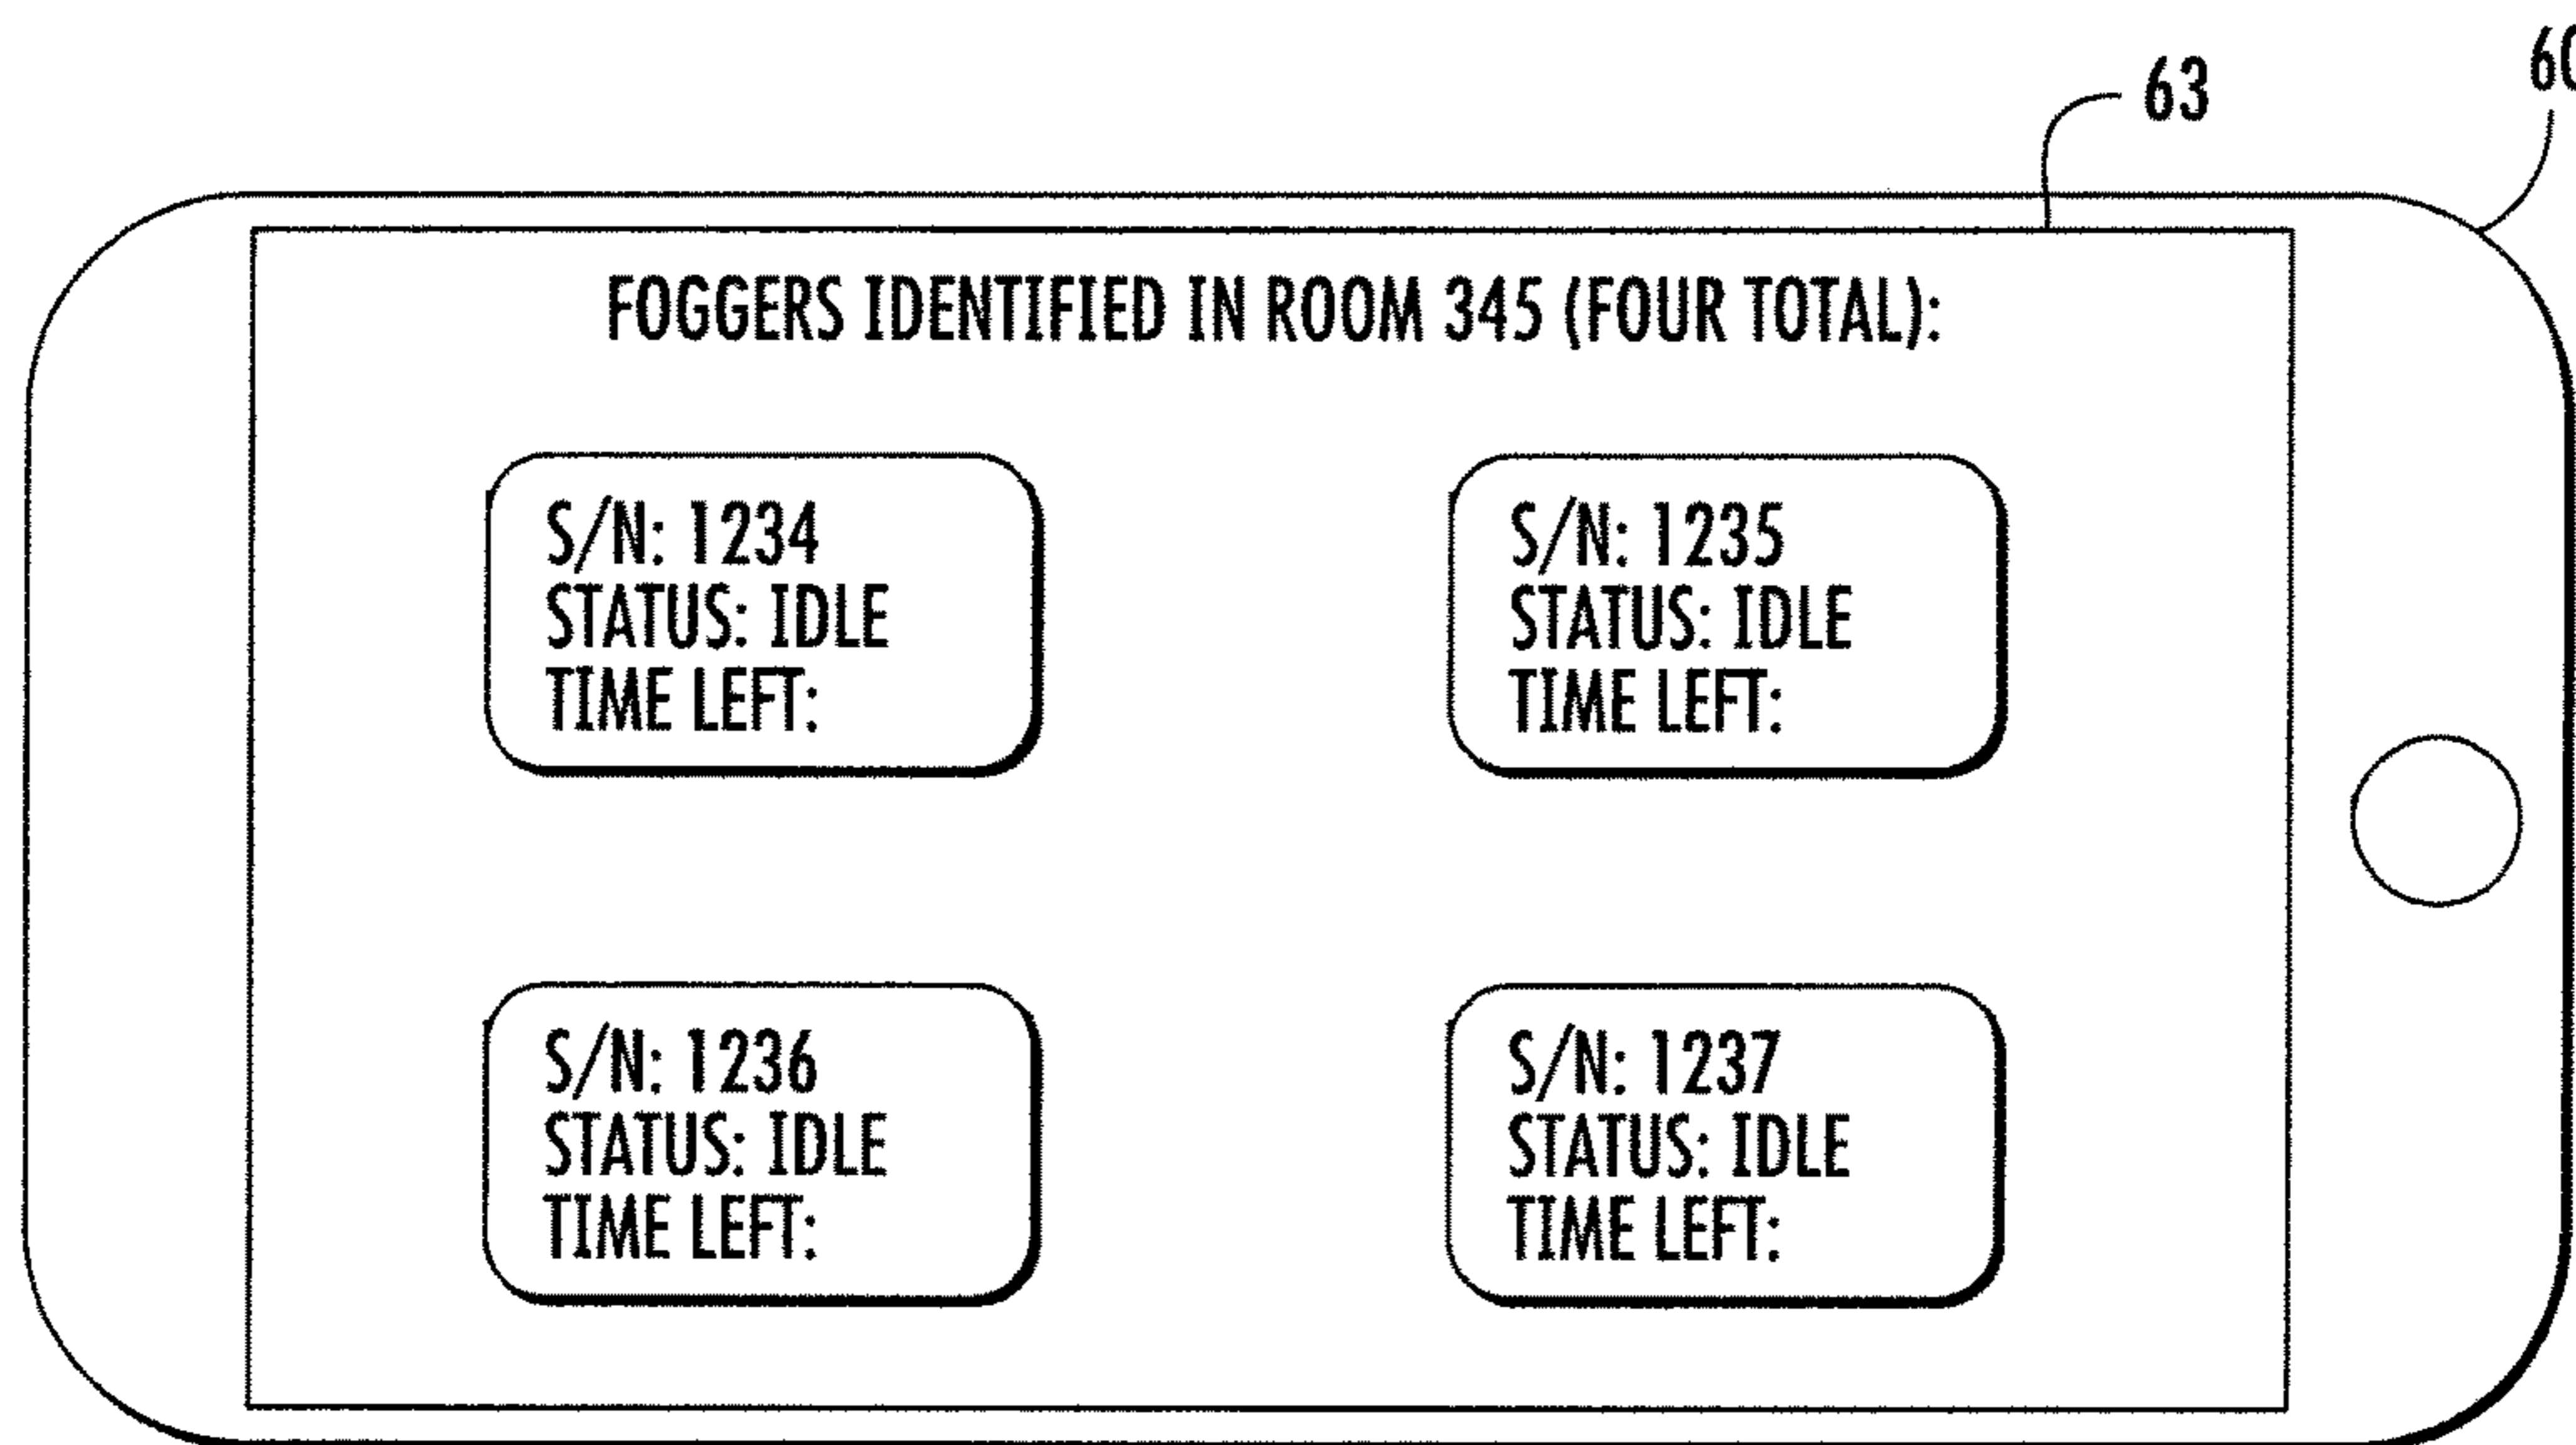 63
60
FOGGERS IDENTIFIED IN ROOM 345 (FOUR TOTAL):
S/N: 1234
STATUS: IDLE
TIME LEFT:
S/N: 1235
STATUS: IDLE
TIME LEFT:
S/N: 1236
STATUS: IDLE
TIME LEFT:
S/N: 1237
STATUS: IDLE
TIME LEFT: